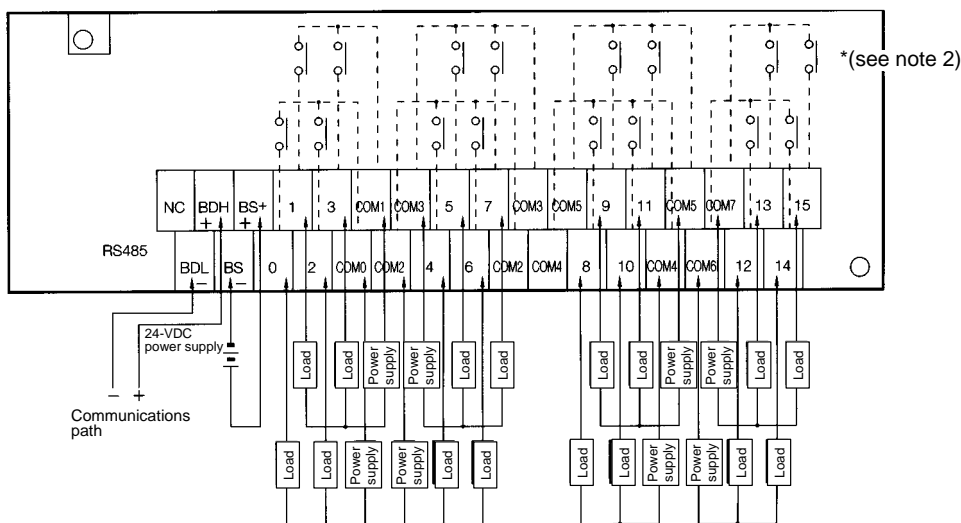 *(see note 2)
NC BDH + BS+ + 1 3 COM1 COM3 5 7 COM3 COM5 9 11 COM5 COM7 13 15
RS485
BDL − BS − 0 2 COM0 COM2 4 6 COM2 COM4 8 10 COM4 COM6 12 14
24-VDC
power supply
− +
Communications
path
Load Load Power supply Power supply Load Load Load Load Power supply Power supply Load Load
Load Load Power supply Power supply Load Load Load Load Power supply Power supply Load Load